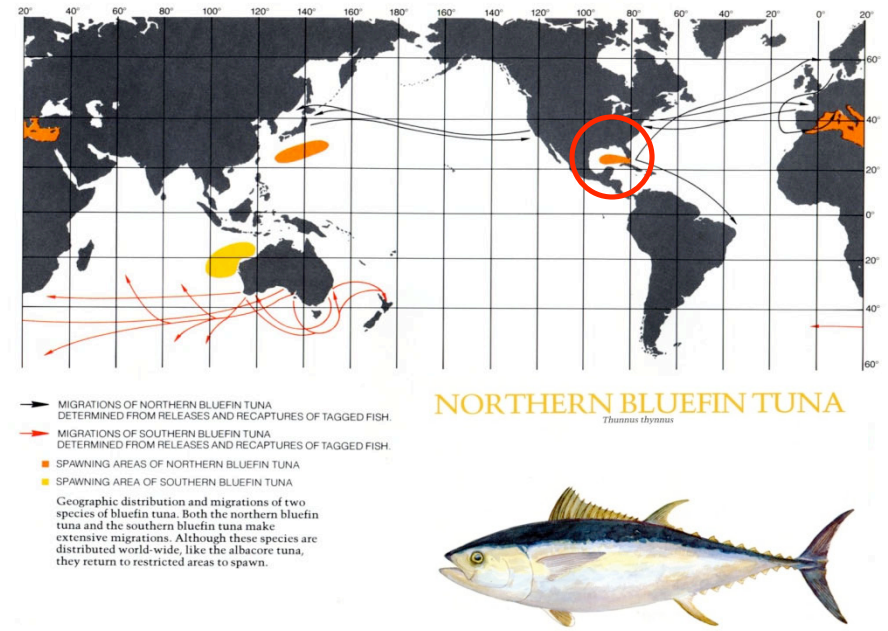 20° 40° 60° 80° 100° 120° 140° 160° 180° 160° 140° 120° 100° 80° 60° 40° 20° 0° 20°
60°
40°
20°
0°
20°
40°
60°
MIGRATIONS OF NORTHERN BLUEFIN TUNA
DETERMINED FROM RELEASES AND RECAPTURES OF TAGGED FISH.
MIGRATIONS OF SOUTHERN BLUEFIN TUNA
DETERMINED FROM RELEASES AND RECAPTURES OF TAGGED FISH.
SPAWNING AREAS OF NORTHERN BLUEFIN TUNA
SPAWNING AREA OF SOUTHERN BLUEFIN TUNA
Geographic distribution and migrations of two
species of bluefin tuna. Both the northern bluefin
tuna and the southern bluefin tuna make
extensive migrations. Although these species are
distributed world-wide, like the albacore tuna,
they return to restricted areas to spawn.
NORTHERN BLUEFIN TUNA
Thunnus thynnus